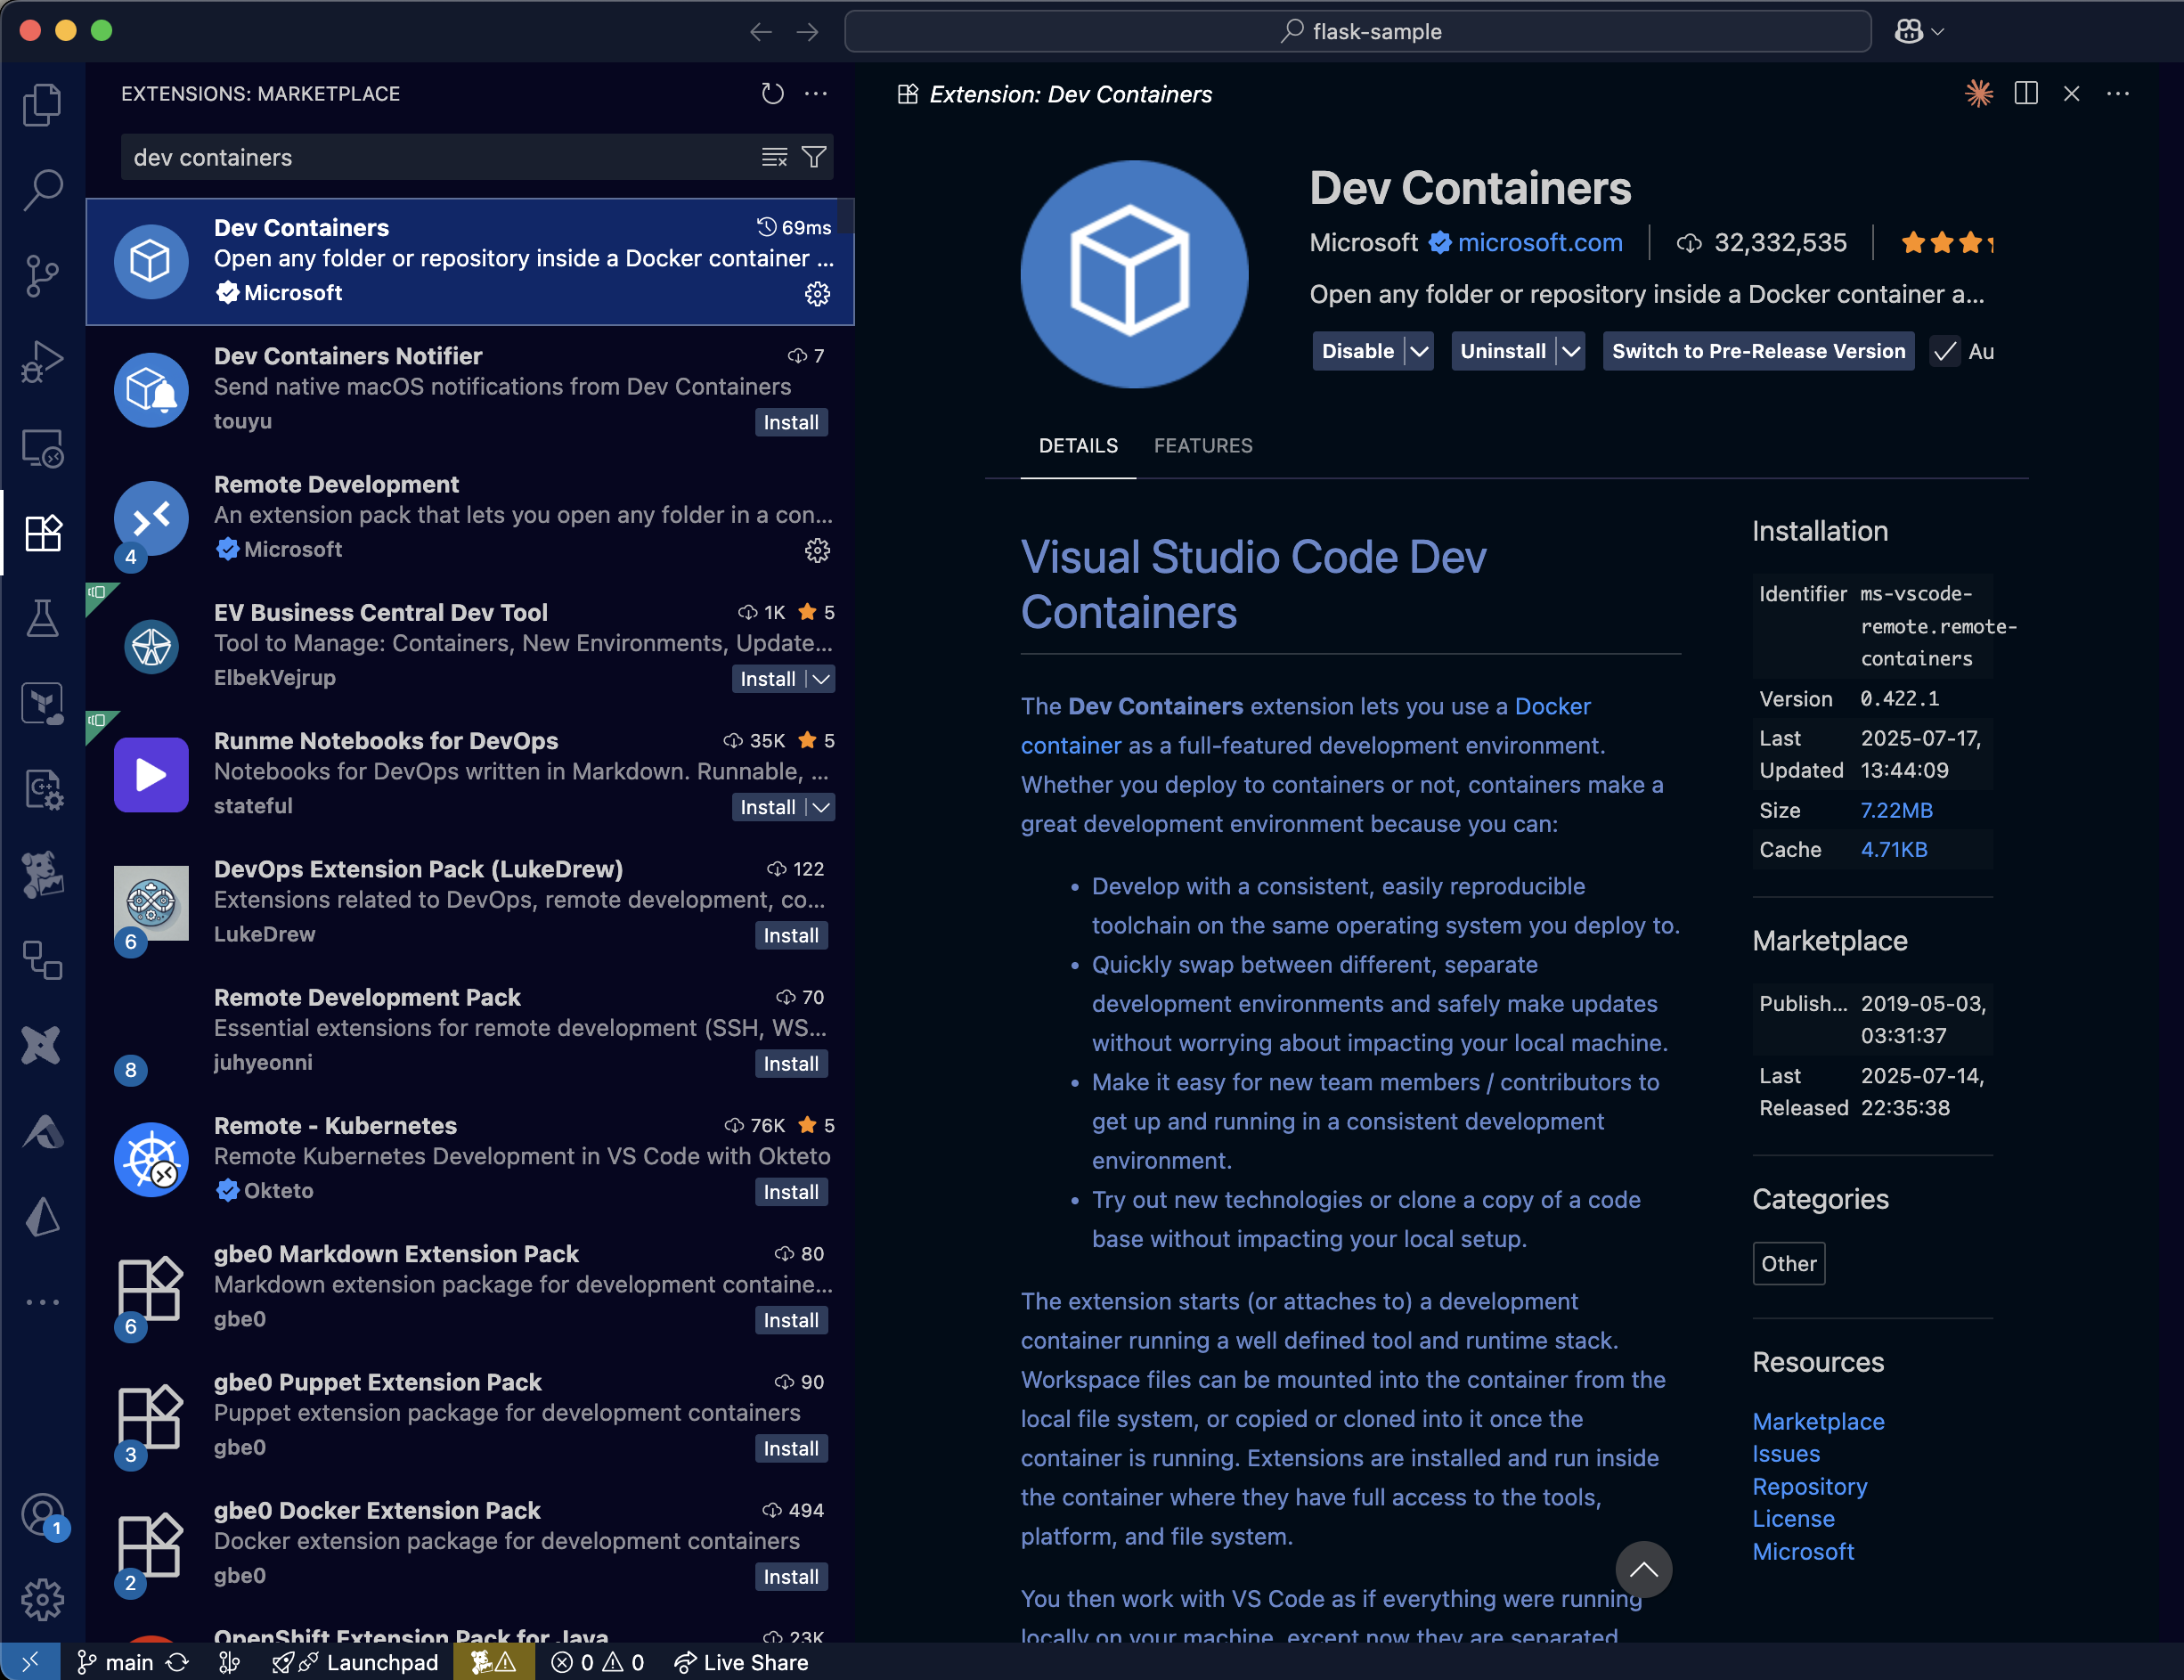 flask-sample
EXTENSIONS: MARKETPLACE
dev containers
Dev Containers
69ms
Open any folder or repository inside a Docker container ...
Microsoft
Dev Containers Notifier
7
Send native macOS notifications from Dev Containers
touyu
Install
Remote Development
An extension pack that lets you open any folder in a con...
Microsoft
4
EV Business Central Dev Tool
1K 5
Tool to Manage: Containers, New Environments, Update...
ElbekVejrup
Install
Runme Notebooks for DevOps
35K 5
Notebooks for DevOps written in Markdown. Runnable, ...
stateful
Install
DevOps Extension Pack (LukeDrew)
122
Extensions related to DevOps, remote development, co...
LukeDrew
Install
6
Remote Development Pack
70
Essential extensions for remote development (SSH, WS...
juhyeonni
Install
8
Remote - Kubernetes
76K 5
Remote Kubernetes Development in VS Code with Okteto
Okteto
Install
gbe0 Markdown Extension Pack
80
Markdown extension package for development containe...
gbe0
Install
6
gbe0 Puppet Extension Pack
90
Puppet extension package for development containers
gbe0
Install
3
gbe0 Docker Extension Pack
494
Docker extension package for development containers
gbe0
Install
2
OpenShift Extension Pack for Java
23K
Extension: Dev Containers
Dev Containers
Microsoft microsoft.com 32,332,535
Open any folder or repository inside a Docker container a...
Disable Uninstall Switch to Pre-Release Version Au
DETAILS FEATURES
Visual Studio Code Dev
Containers
The Dev Containers extension lets you use a Docker
container as a full-featured development environment.
Whether you deploy to containers or not, containers make a
great development environment because you can:
• Develop with a consistent, easily reproducible
toolchain on the same operating system you deploy to.
• Quickly swap between different, separate
development environments and safely make updates
without worrying about impacting your local machine.
• Make it easy for new team members / contributors to
get up and running in a consistent development
environment.
• Try out new technologies or clone a copy of a code
base without impacting your local setup.
The extension starts (or attaches to) a development
container running a well defined tool and runtime stack.
Workspace files can be mounted into the container from the
local file system, or copied or cloned into it once the
container is running. Extensions are installed and run inside
the container where they have full access to the tools,
platform, and file system.
You then work with VS Code as if everything were running
locally on your machine, except now they are separated
Installation
Identifier ms-vscode-
remote.remote-
containers
Version 0.422.1
Last 2025-07-17,
Updated 13:44:09
Size 7.22MB
Cache 4.71KB
Marketplace
Publish... 2019-05-03,
03:31:37
Last 2025-07-14,
Released 22:35:38
Categories
Other
Resources
Marketplace
Issues
Repository
License
Microsoft
1
main Launchpad 0 0 Live Share